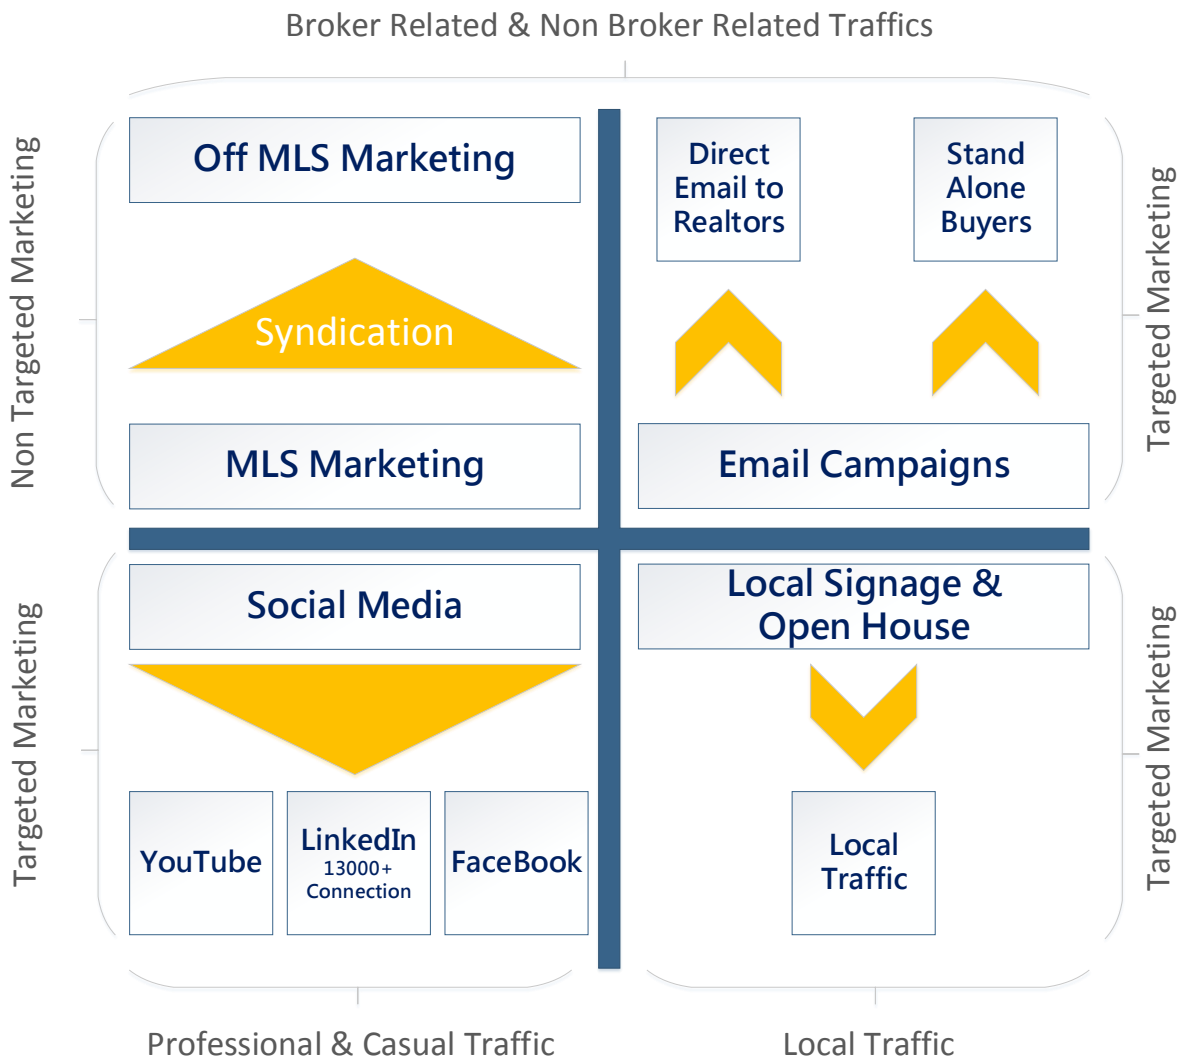 Broker Related & Non Broker Related Traffics
Non Targeted Marketing
Off MLS Marketing
Syndication
MLS Marketing
Direct
Email to
Realtors
Stand
Alone
Buyers
Email Campaigns
Targeted Marketing
Targeted Marketing
Social Media
YouTube
LinkedIn
13000+
Connection
FaceBook
Local Signage &
Open House
Local
Traffic
Targeted Marketing
Professional & Casual Traffic
Local Traffic